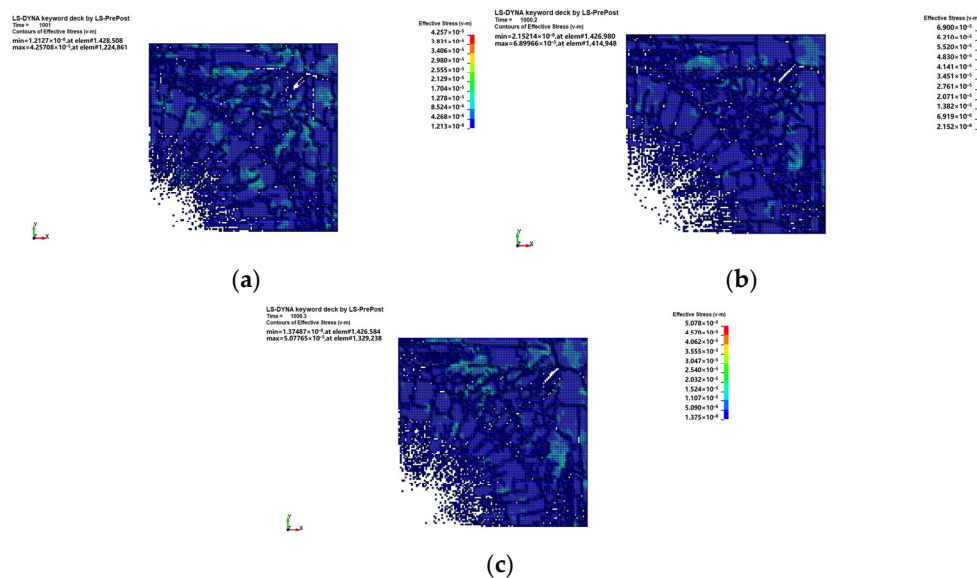 LS-DYNA keyword deck by LS-PrePost
Time = 1001
Contours of Effective Stress (v-m)
min=1.2127×10⁻⁸,at elem#1.428.508
max=4.25708×10⁻⁵,at elem#1,224,861
Effective Stress (v-m)
4.257×10⁻⁵
3.831×10⁻⁵
3.406×10⁻⁵
2.980×10⁻⁵
2.555×10⁻⁵
2.129×10⁻⁵
1.704×10⁻⁵
1.278×10⁻⁵
8.524×10⁻⁶
4.268×10⁻⁶
1.213×10⁻⁸
Y
Z X
(a)
LS-DYNA keyword deck by LS-PrePost
Time = 1000.2
Contours of Effective Stress (v-m)
min=2.15214×10⁻⁸,at elem#1.426,980
max=6.89966×10⁻⁵,at elem#1,414,948
Effective Stress (v-m)
6.900×10⁻⁵
6.210×10⁻⁵
5.520×10⁻⁵
4.830×10⁻⁵
4.141×10⁻⁵
3.451×10⁻⁵
2.761×10⁻⁵
2.071×10⁻⁵
1.382×10⁻⁵
6.919×10⁻⁶
2.152×10⁻⁸
Y
Z X
(b)
LS-DYNA keyword deck by LS-PrePost
Time = 1000.3
Contours of Effective Stress (v-m)
min=1.37487×10⁻⁸,at elem#1.426.584
max=5.07765×10⁻⁵,at elem#1,329,238
Effective Stress (v-m)
5.078×10⁻⁵
4.570×10⁻⁵
4.062×10⁻⁵
3.555×10⁻⁵
3.047×10⁻⁵
2.540×10⁻⁵
2.032×10⁻⁵
1.524×10⁻⁵
1.107×10⁻⁵
5.090×10⁻⁶
1.375×10⁻⁸
Y
Z X
(c)